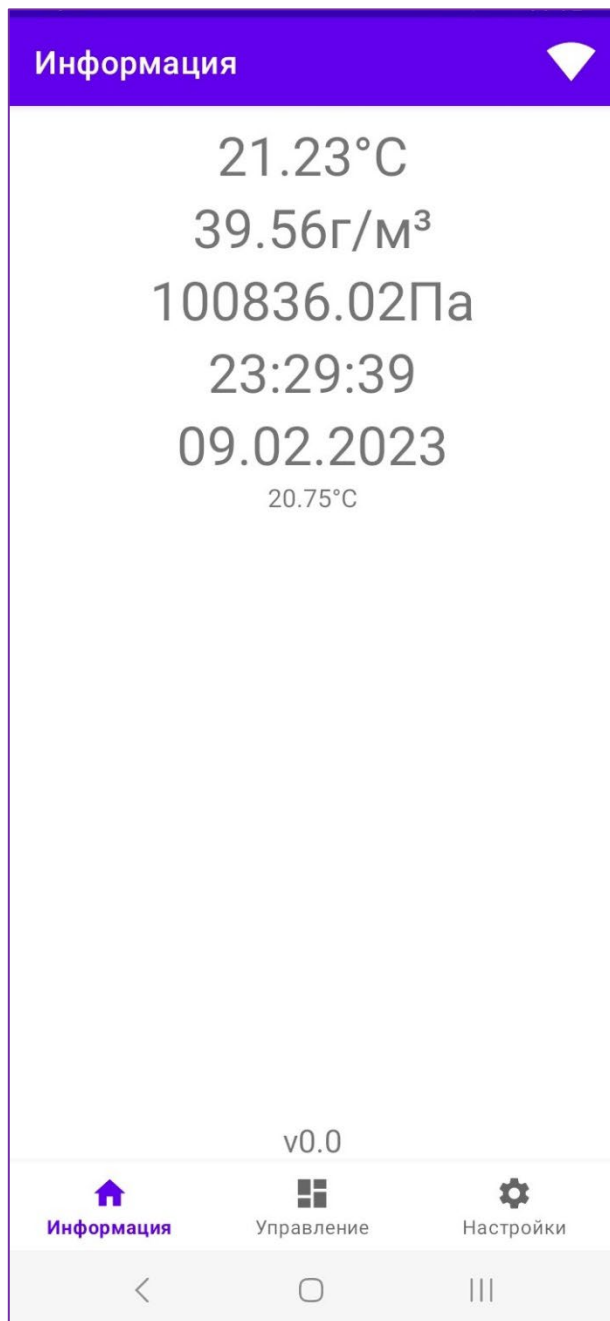 Информация
21.23°C
39.56г/м³
100836.02Па
23:29:39
09.02.2023
20.75°C
v0.0
Информация
Управление
Настройки